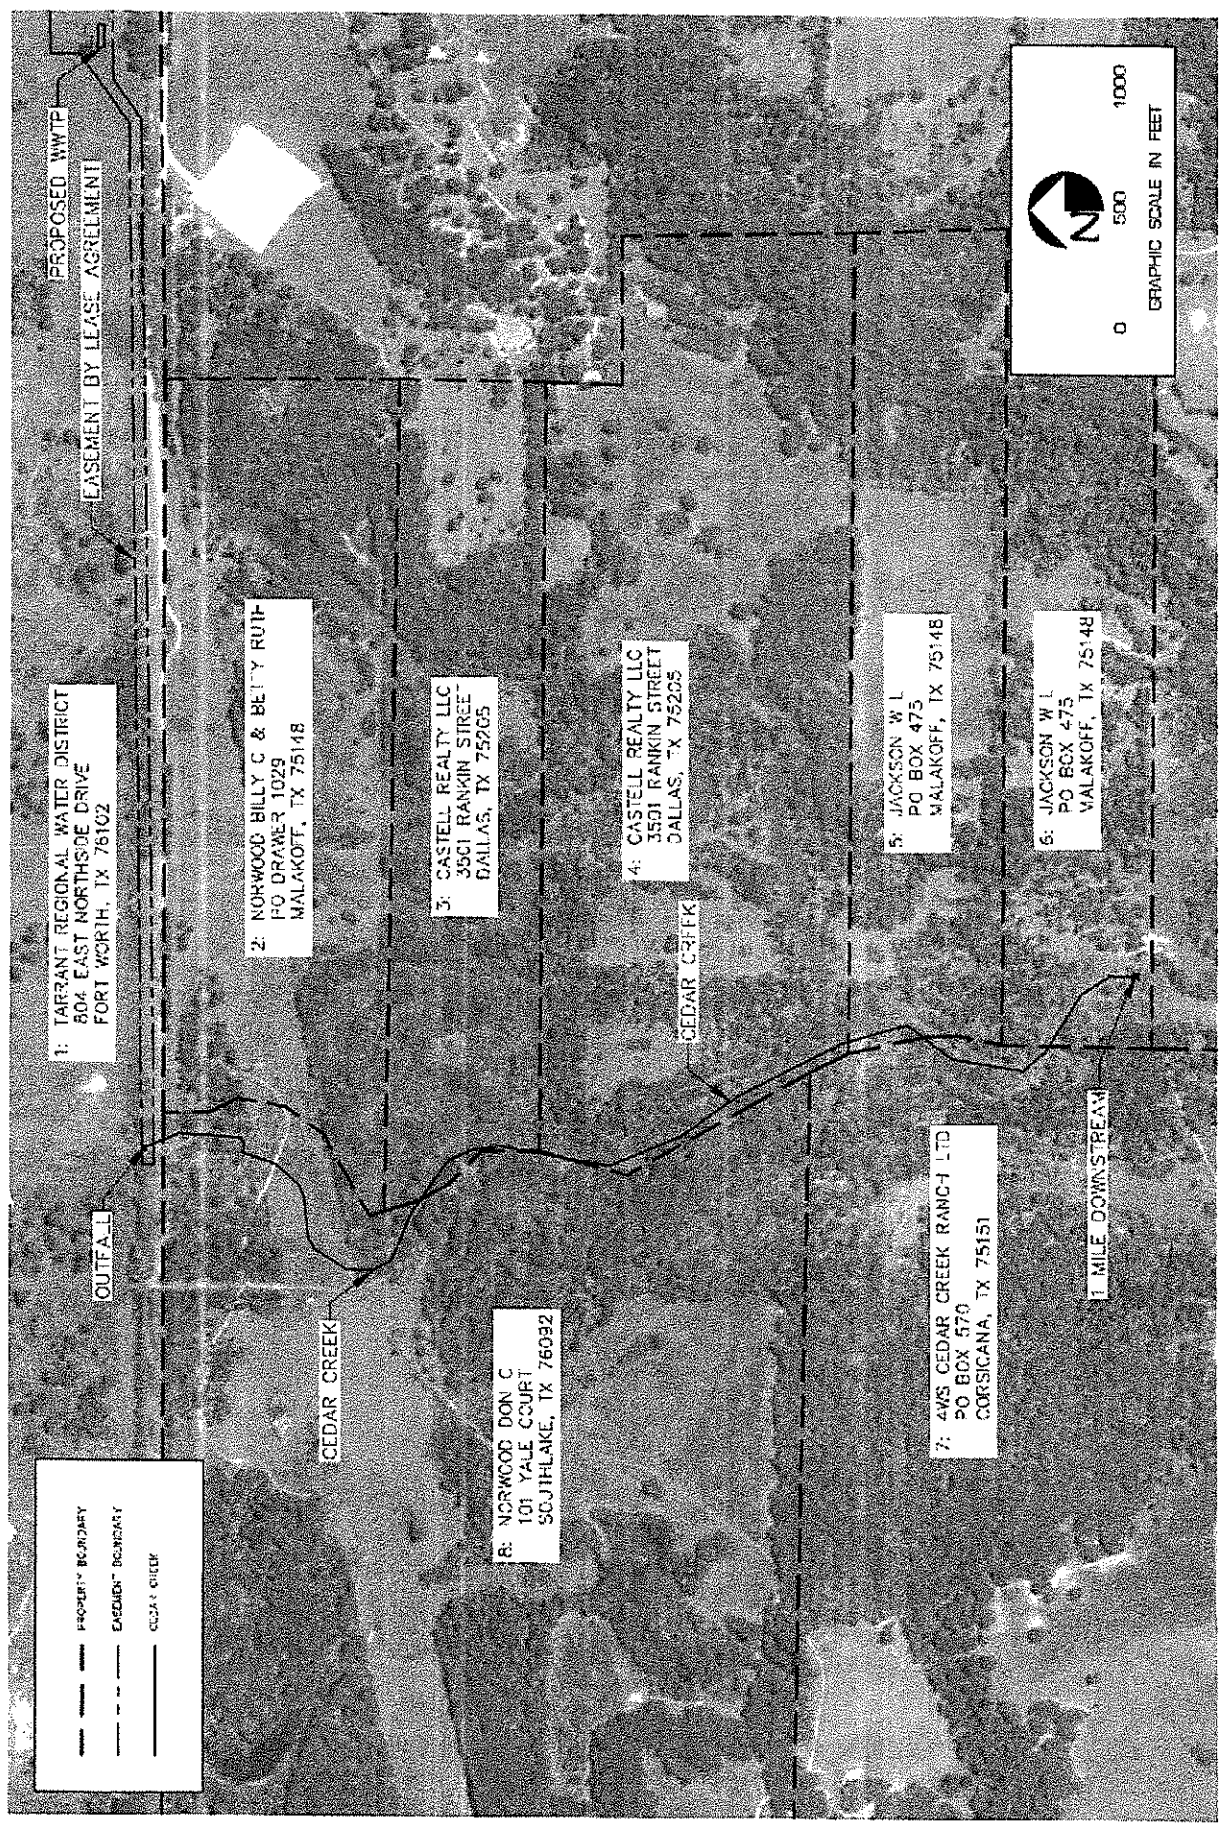 PROPOSED WWTP
EASEMENT BY LEASE AGREEMENT
1: TARRANT REGIONAL WATER DISTRICT
804 EAST NORTHSIDE DRIVE
FORT WORTH, TX 76102
OUTFALL
2: NORWOOD BILLY C & BETTY RUTH
PO DRAWER 1029
MALAKOFF, TX 75148
3: CASTELL REALTY LLC
3501 RANKIN STREET
DALLAS, TX 75205
4: CASTELL REALTY LLC
3501 RANKIN STREET
DALLAS, TX 75205
5: JACKSON W L
PO BOX 475
MALAKOFF, TX 75148
6: JACKSON W L
PO BOX 475
MALAKOFF, TX 75148
CEDAR CREEK
CEDAR CREEK
8: NORWOOD DON C
101 YALE COURT
SOUTHLAKE, TX 76092
7: 4WS CEDAR CREEK RANCH LTD
PO BOX 570
CORSICANA, TX 75151
1 MILE DOWNSTREAM
PROPERTY BOUNDARY
EASEMENT BOUNDARY
CEDAR CREEK
N
0 500 1000
GRAPHIC SCALE IN FEET